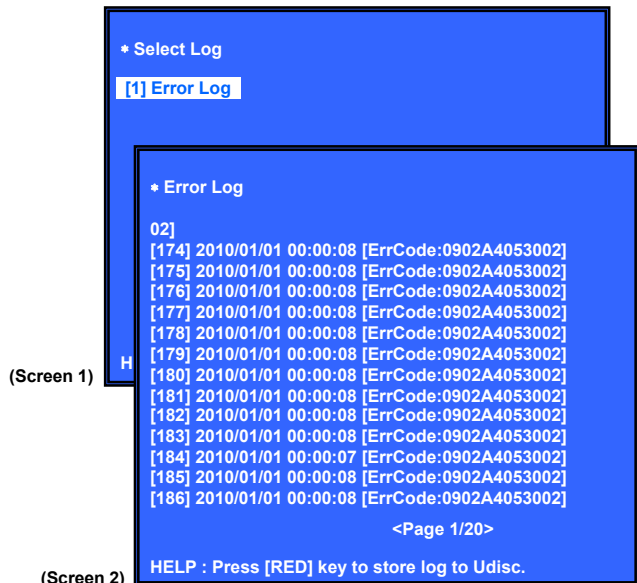 * Select Log
[1] Error Log
H
(Screen 1)
* Error Log
02]
[174] 2010/01/01 00:00:08 [ErrCode:0902A4053002]
[175] 2010/01/01 00:00:08 [ErrCode:0902A4053002]
[176] 2010/01/01 00:00:08 [ErrCode:0902A4053002]
[177] 2010/01/01 00:00:08 [ErrCode:0902A4053002]
[178] 2010/01/01 00:00:08 [ErrCode:0902A4053002]
[179] 2010/01/01 00:00:08 [ErrCode:0902A4053002]
[180] 2010/01/01 00:00:08 [ErrCode:0902A4053002]
[181] 2010/01/01 00:00:08 [ErrCode:0902A4053002]
[182] 2010/01/01 00:00:08 [ErrCode:0902A4053002]
[183] 2010/01/01 00:00:08 [ErrCode:0902A4053002]
[184] 2010/01/01 00:00:07 [ErrCode:0902A4053002]
[185] 2010/01/01 00:00:08 [ErrCode:0902A4053002]
[186] 2010/01/01 00:00:08 [ErrCode:0902A4053002]
<Page 1/20>
HELP : Press [RED] key to store log to Udisc.
(Screen 2)